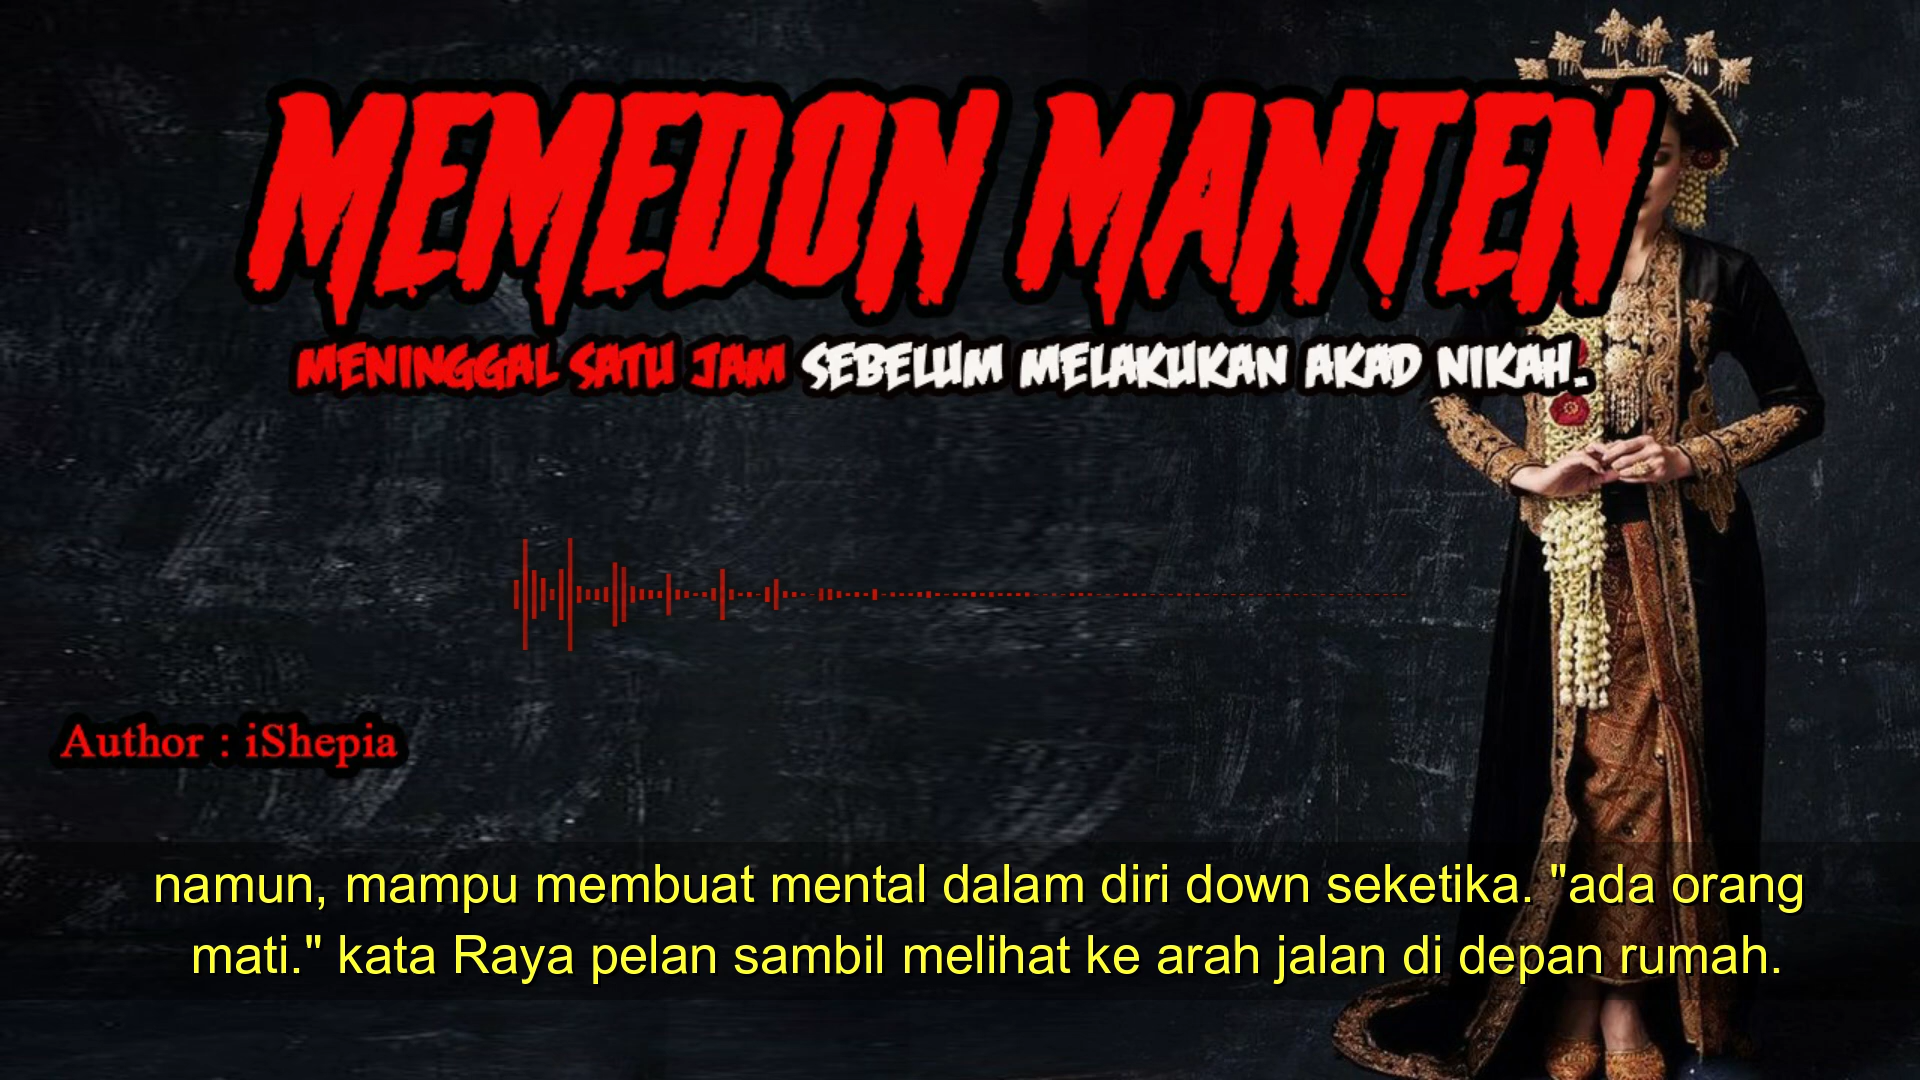 MEMEDON MANTEN
MENINGGAL SATU JAM SEBELUM MELAKUKAN AKAD NIKAH.
Author : iShepia
namun, mampu membuat mental dalam diri down seketika. "ada orang
mati." kata Raya pelan sambil melihat ke arah jalan di depan rumah.